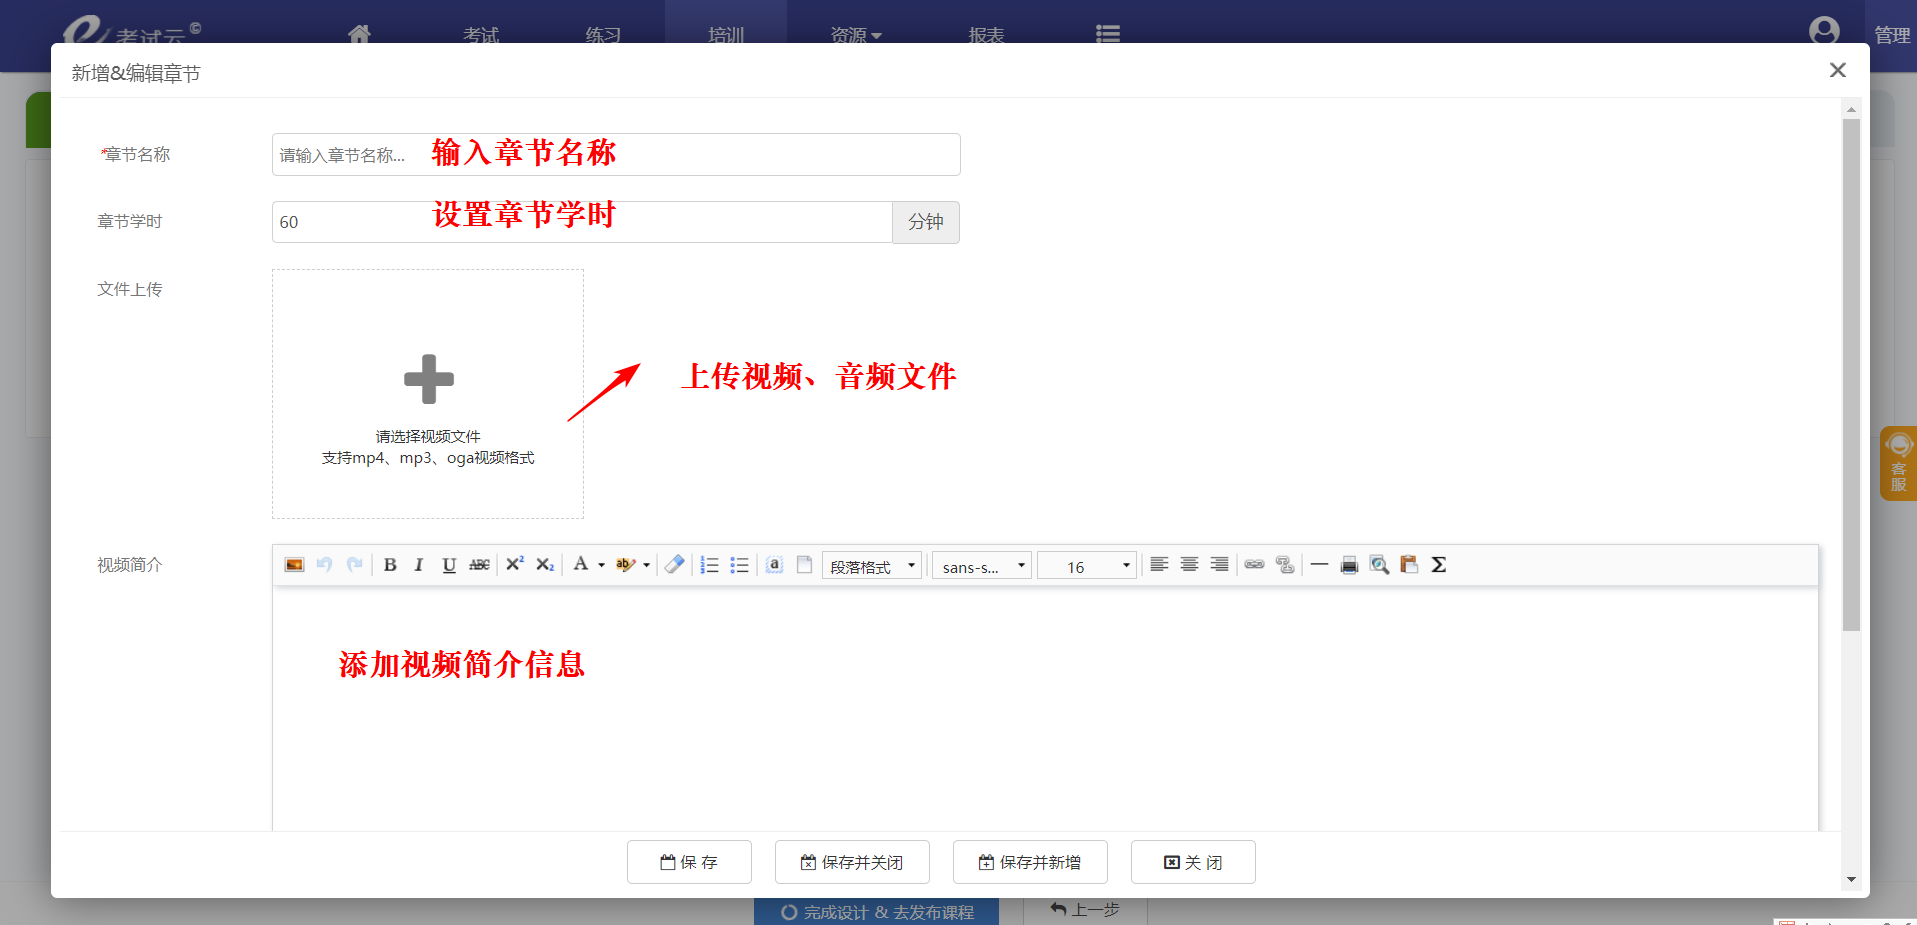 考试云©
考试
练习
培训
资源
报表
管理
新增&编辑章节
*章节名称
请输入章节名称...
输入章节名称
章节学时
60
设置章节学时
分钟
文件上传
请选择视频文件
支持mp4、mp3、oga视频格式
上传视频、音频文件
客服
视频简介
B I U ABC X² X₂ A ab a 段落格式 sans-s... 16 Σ
添加视频简介信息
保 存
保存并关闭
保存并新增
关 闭
完成设计 & 去发布课程
上一步